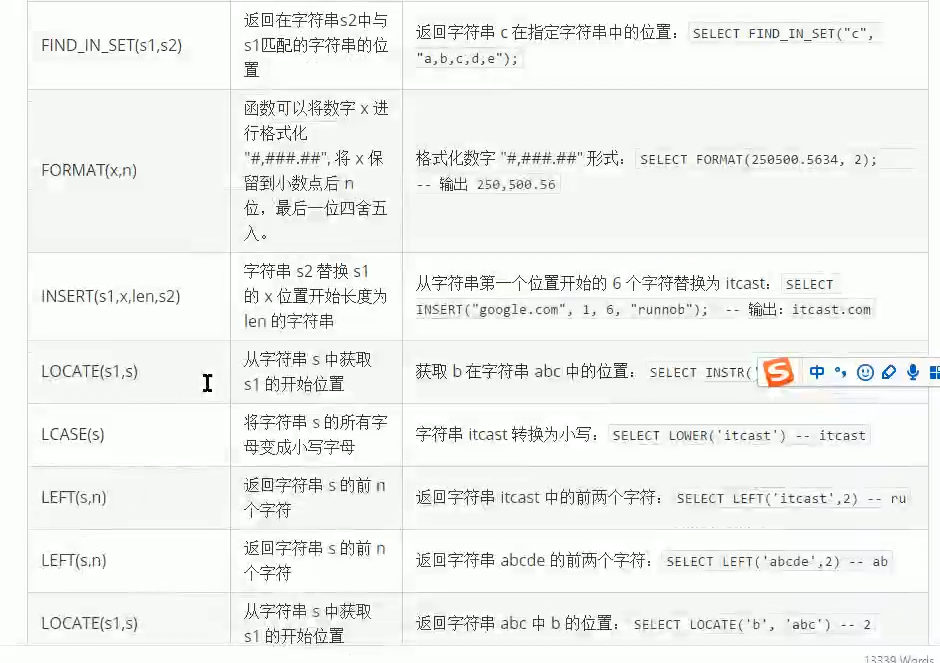 FIND_IN_SET(s1,s2)
返回在字符串s2中与
s1匹配的字符串的位
置
返回字符串 c 在指定字符串中的位置： SELECT FIND_IN_SET("c",
"a,b,c,d,e");
FORMAT(x,n)
函数可以将数字 x 进
行格式化
"#,###.##", 将 x 保
留到小数点后 n
位，最后一位四舍五
入。
格式化数字 "#,###.##" 形式： SELECT FORMAT(250500.5634, 2);
-- 输出 250,500.56
INSERT(s1,x,len,s2)
字符串 s2 替换 s1
的 x 位置开始长度为
len 的字符串
从字符串第一个位置开始的 6 个字符替换为 itcast： SELECT
INSERT("google.com", 1, 6, "runnob"); -- 输出：itcast.com
LOCATE(s1,s)
从字符串 s 中获取
s1 的开始位置
获取 b 在字符串 abc 中的位置： SELECT INSTR(
中
LCASE(s)
将字符串 s 的所有字
母变成小写字母
字符串 itcast 转换为小写： SELECT LOWER('itcast') -- itcast
LEFT(s,n)
返回字符串 s 的前 n
个字符
返回字符串 itcast 中的前两个字符： SELECT LEFT('itcast',2) -- ru
LEFT(s,n)
返回字符串 s 的前 n
个字符
返回字符串 abcde 的前两个字符： SELECT LEFT('abcde',2) -- ab
LOCATE(s1,s)
从字符串 s 中获取
s1 的开始位置
返回字符串 abc 中 b 的位置： SELECT LOCATE('b', 'abc') -- 2
13339 Words